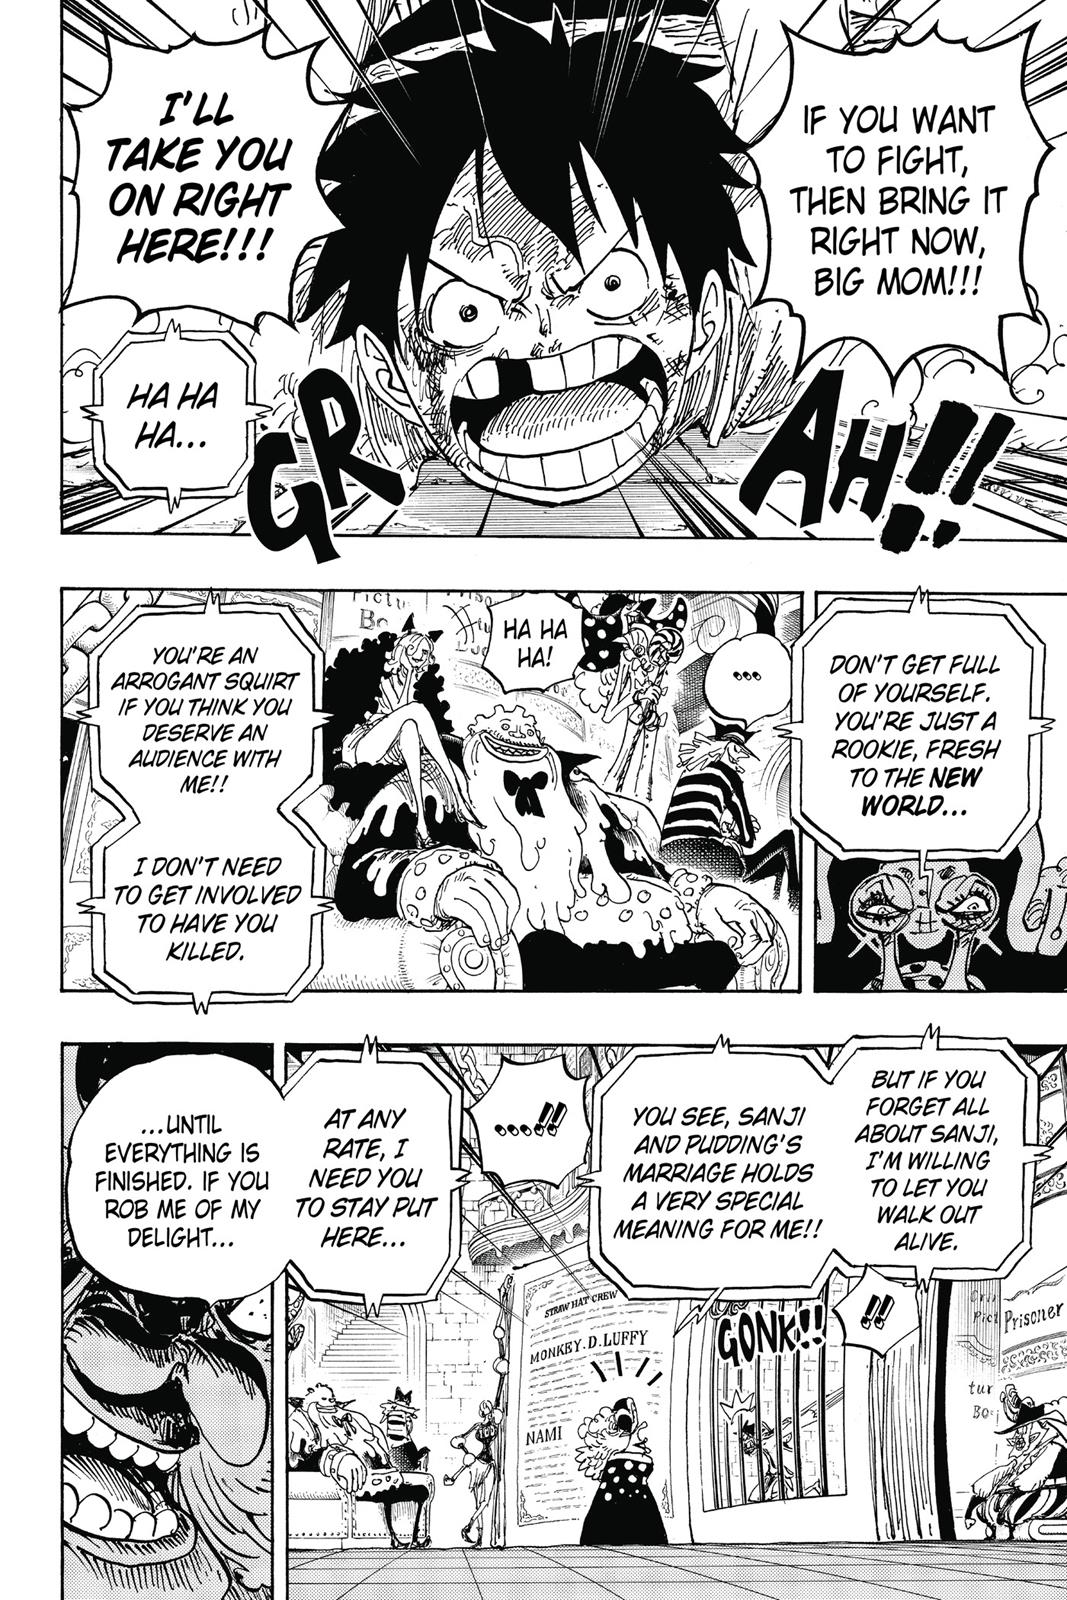 IF YOU WANT
TO FIGHT,
THEN BRING IT
RIGHT NOW,
BIG MOM!!!
I'LL
TAKE YOU
ON RIGHT
HERE!!!
HA HA
HA...
GR
AH!!
DON'T GET FULL
OF YOURSELF.
YOU'RE JUST A
ROOKIE, FRESH
TO THE NEW
WORLD...
...
HA HA
HA!
Pictu
Bo
YOU'RE AN
ARROGANT SQUIRT
IF YOU THINK YOU
DESERVE AN
AUDIENCE WITH
ME!!
I DON'T NEED
TO GET INVOLVED
TO HAVE YOU
KILLED.
BUT IF YOU
FORGET ALL
ABOUT SANJI,
I'M WILLING
TO LET YOU
WALK OUT
ALIVE.
!!
YOU SEE, SANJI
AND PUDDING'S
MARRIAGE HOLDS
A VERY SPECIAL
MEANING FOR ME!!
GONK!!
Prisoner
STRAW HAT CREW
MONKEY.D.LUFFY
NAMI
...!!
AT ANY
RATE, I
NEED YOU
TO STAY PUT
HERE...
...UNTIL
EVERYTHING IS
FINISHED. IF YOU
ROB ME OF MY
DELIGHT...